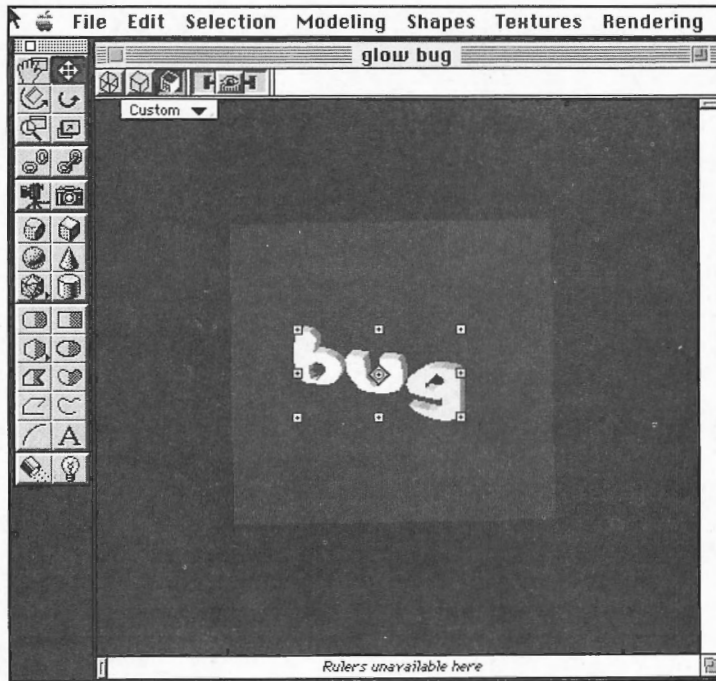 File Edit Selection Modeling Shapes Textures Rendering
glow bug
Custom
bug
A
Rulers unavailable here